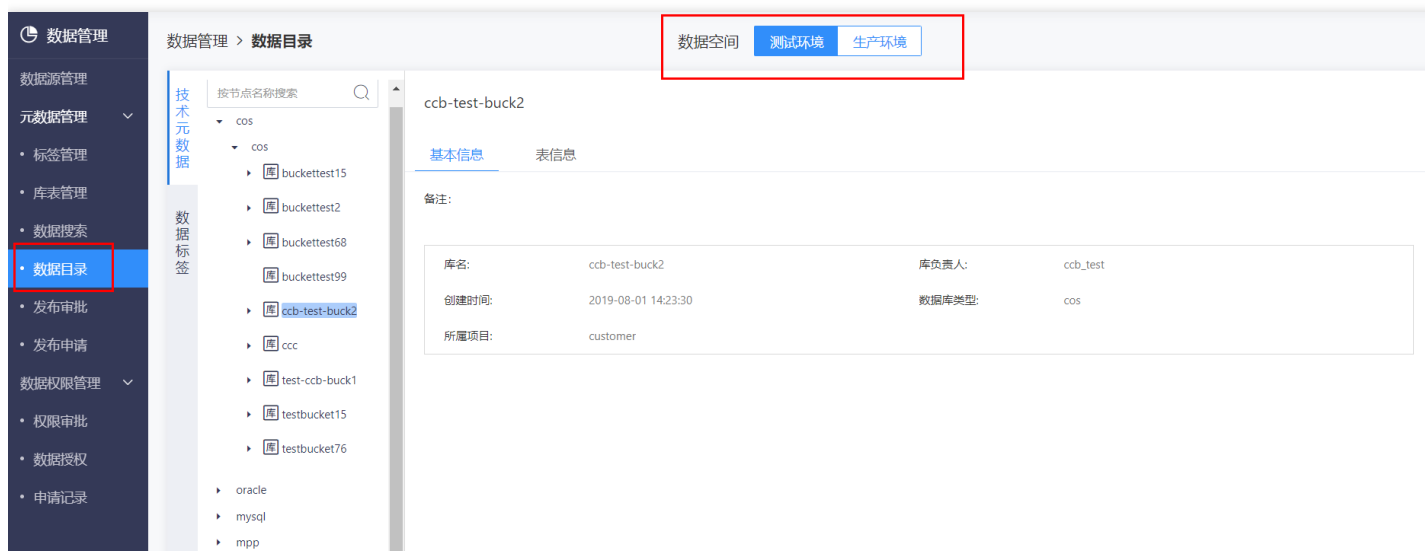 数据管理
数据源管理
元数据管理
• 标签管理
• 库表管理
• 数据搜索
• 数据目录
• 发布审批
• 发布申请
数据权限管理
• 权限审批
• 数据授权
• 申请记录
数据管理 > 数据目录
数据空间 测试环境 生产环境
技术元数据
数据标签
按节点名称搜索
cos
cos
库 buckettest15
库 buckettest2
库 buckettest68
库 buckettest99
库 ccb-test-buck2
库 ccc
库 test-ccb-buck1
库 testbucket15
库 testbucket76
oracle
mysql
mpp
ccb-test-buck2
基本信息 表信息
备注:
库名: ccb-test-buck2 库负责人: ccb_test
创建时间: 2019-08-01 14:23:30 数据库类型: cos
所属项目: customer